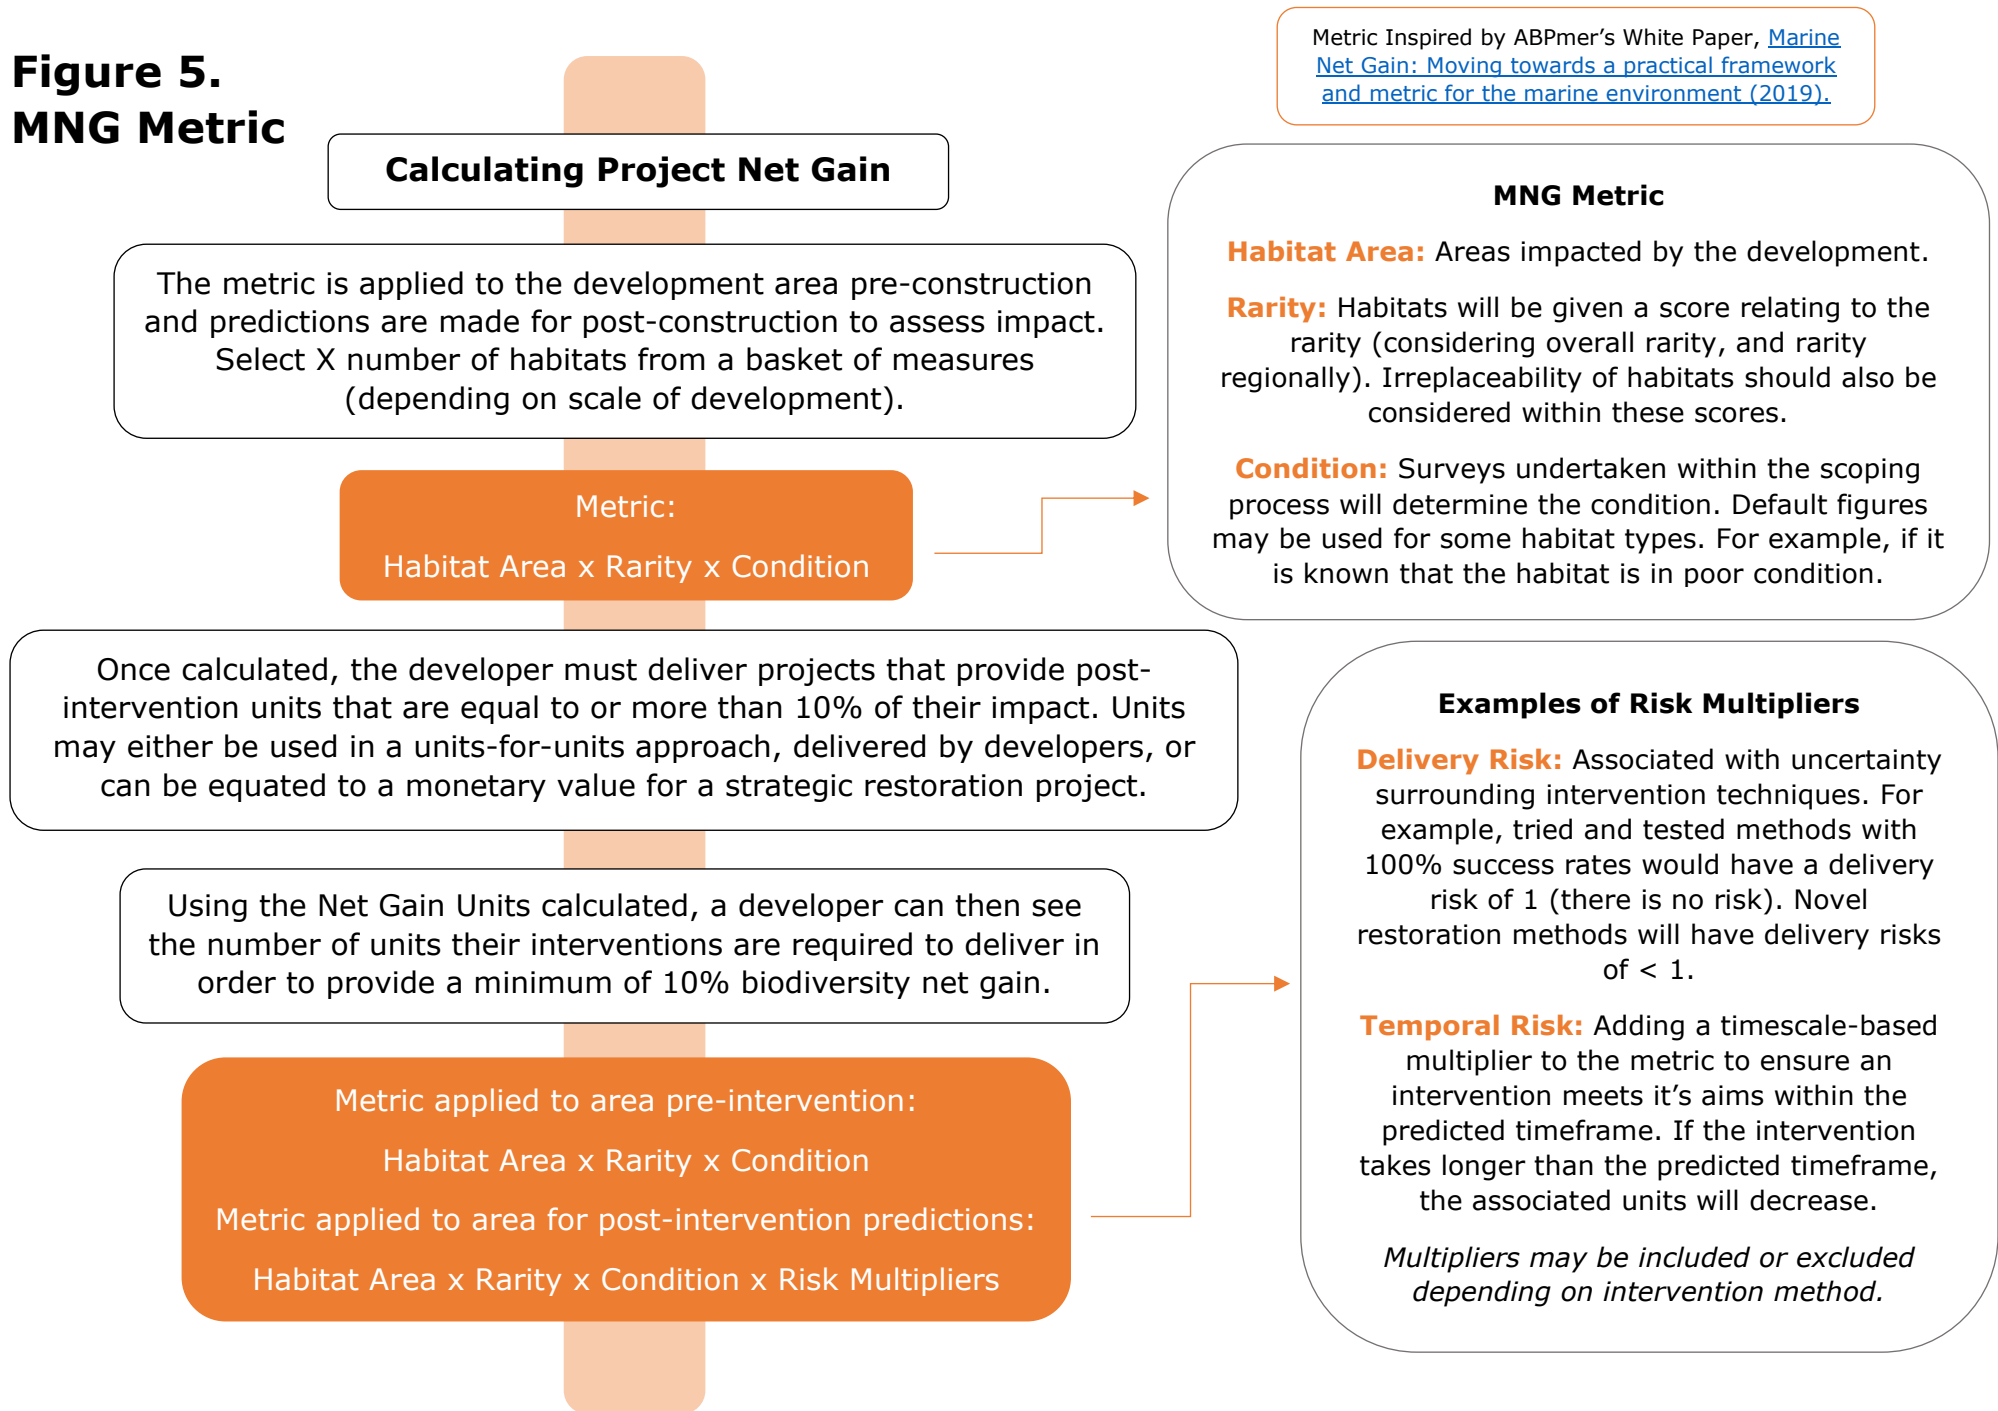 Figure 5.
MNG Metric
Calculating Project Net Gain
The metric is applied to the development area pre-construction
and predictions are made for post-construction to assess impact.
Select X number of habitats from a basket of measures
(depending on scale of development).
Metric:
Habitat Area x Rarity x Condition
Once calculated, the developer must deliver projects that provide post-
intervention units that are equal to or more than 10% of their impact. Units
may either be used in a units-for-units approach, delivered by developers, or
can be equated to a monetary value for a strategic restoration project.
Using the Net Gain Units calculated, a developer can then see
the number of units their interventions are required to deliver in
order to provide a minimum of 10% biodiversity net gain.
Metric applied to area pre-intervention:
Habitat Area x Rarity x Condition
Metric applied to area for post-intervention predictions:
Habitat Area x Rarity x Condition x Risk Multipliers
Metric Inspired by ABPmer’s White Paper, Marine
Net Gain: Moving towards a practical framework
and metric for the marine environment (2019).
MNG Metric
Habitat Area: Areas impacted by the development.
Rarity: Habitats will be given a score relating to the
rarity (considering overall rarity, and rarity
regionally). Irreplaceability of habitats should also be
considered within these scores.
Condition: Surveys undertaken within the scoping
process will determine the condition. Default figures
may be used for some habitat types. For example, if it
is known that the habitat is in poor condition.
Examples of Risk Multipliers
Delivery Risk: Associated with uncertainty
surrounding intervention techniques. For
example, tried and tested methods with
100% success rates would have a delivery
risk of 1 (there is no risk). Novel
restoration methods will have delivery risks
of < 1.
Temporal Risk: Adding a timescale-based
multiplier to the metric to ensure an
intervention meets it’s aims within the
predicted timeframe. If the intervention
takes longer than the predicted timeframe,
the associated units will decrease.
Multipliers may be included or excluded
depending on intervention method.